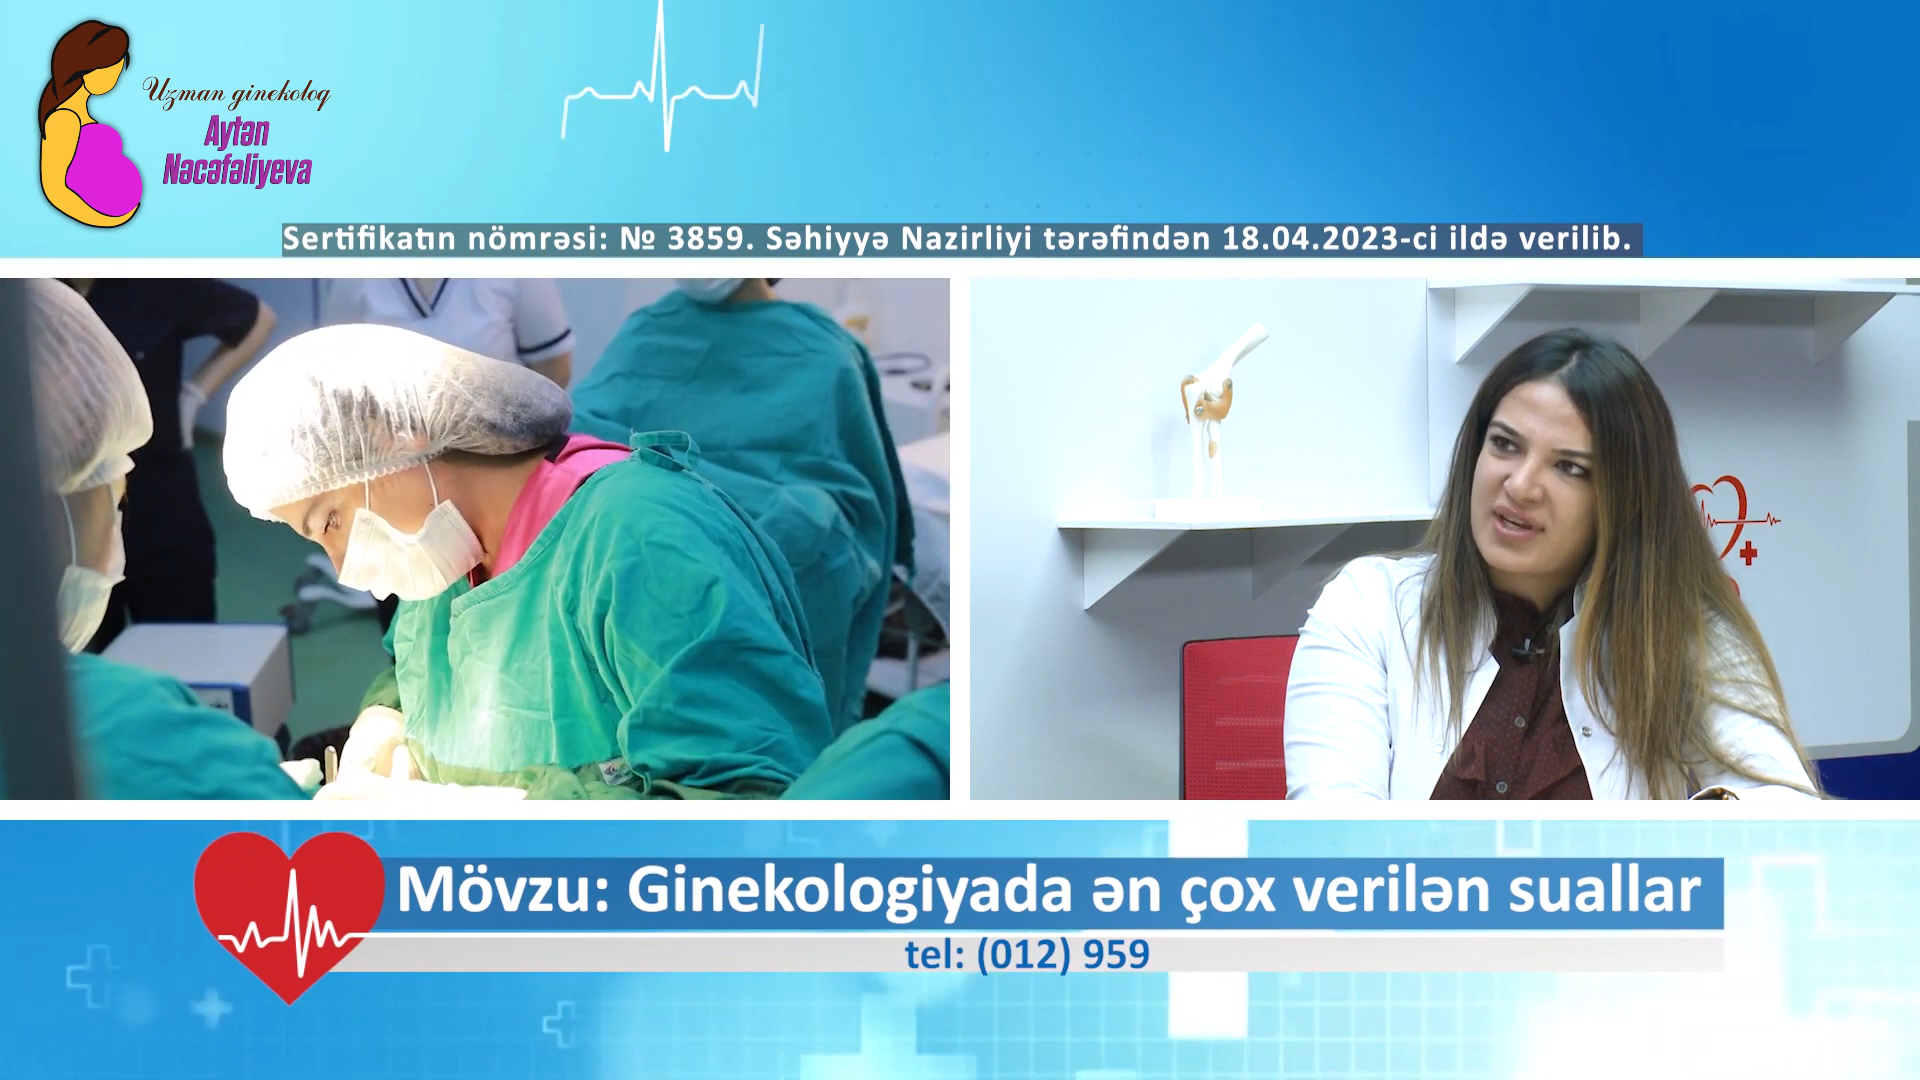 Uzman ginekoloq
Aytən
Nəcəfəliyeva
Sertifikatın nömrəsi: № 3859. Səhiyyə Nazirliyi tərəfindən 18.04.2023-ci ildə verilib.
Mövzu: Ginekologiyada ən çox verilən suallar
tel: (012) 959